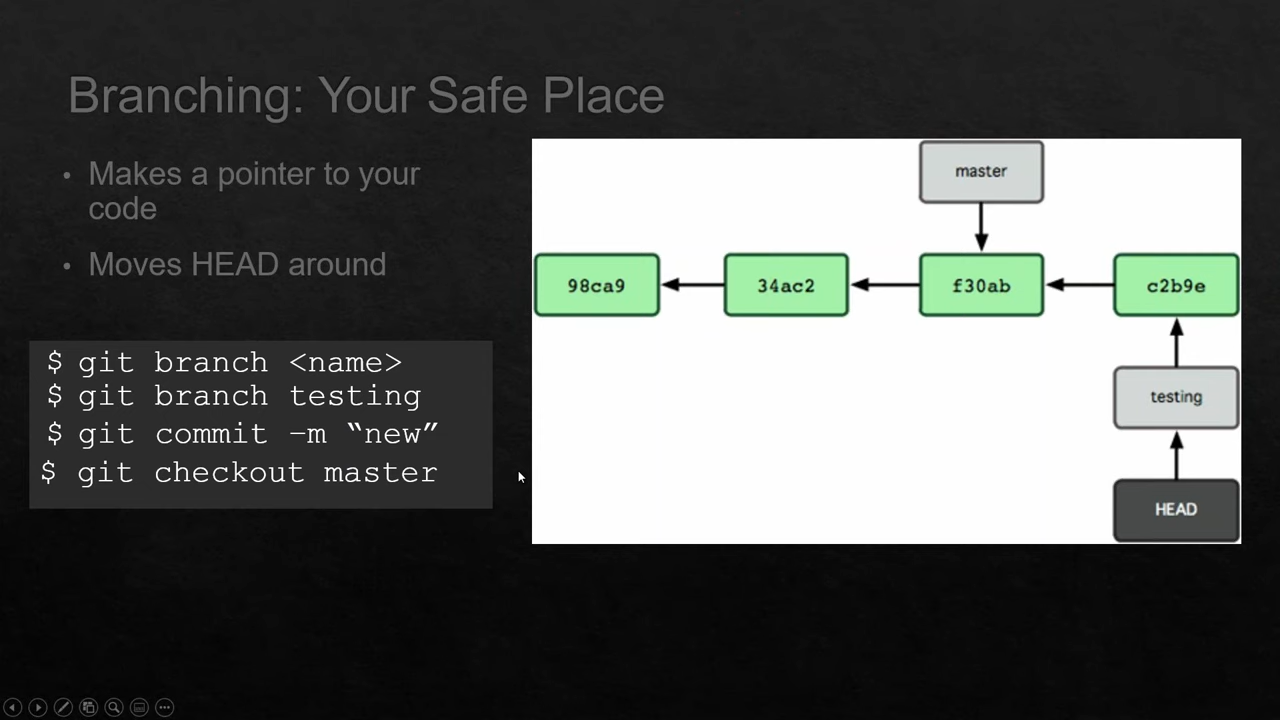 Branching: Your Safe Place
• Makes a pointer to your
code
• Moves HEAD around
$ git branch <name>
$ git branch testing
$ git commit –m “new”
$ git checkout master
master
98ca9
34ac2
f30ab
c2b9e
testing
HEAD